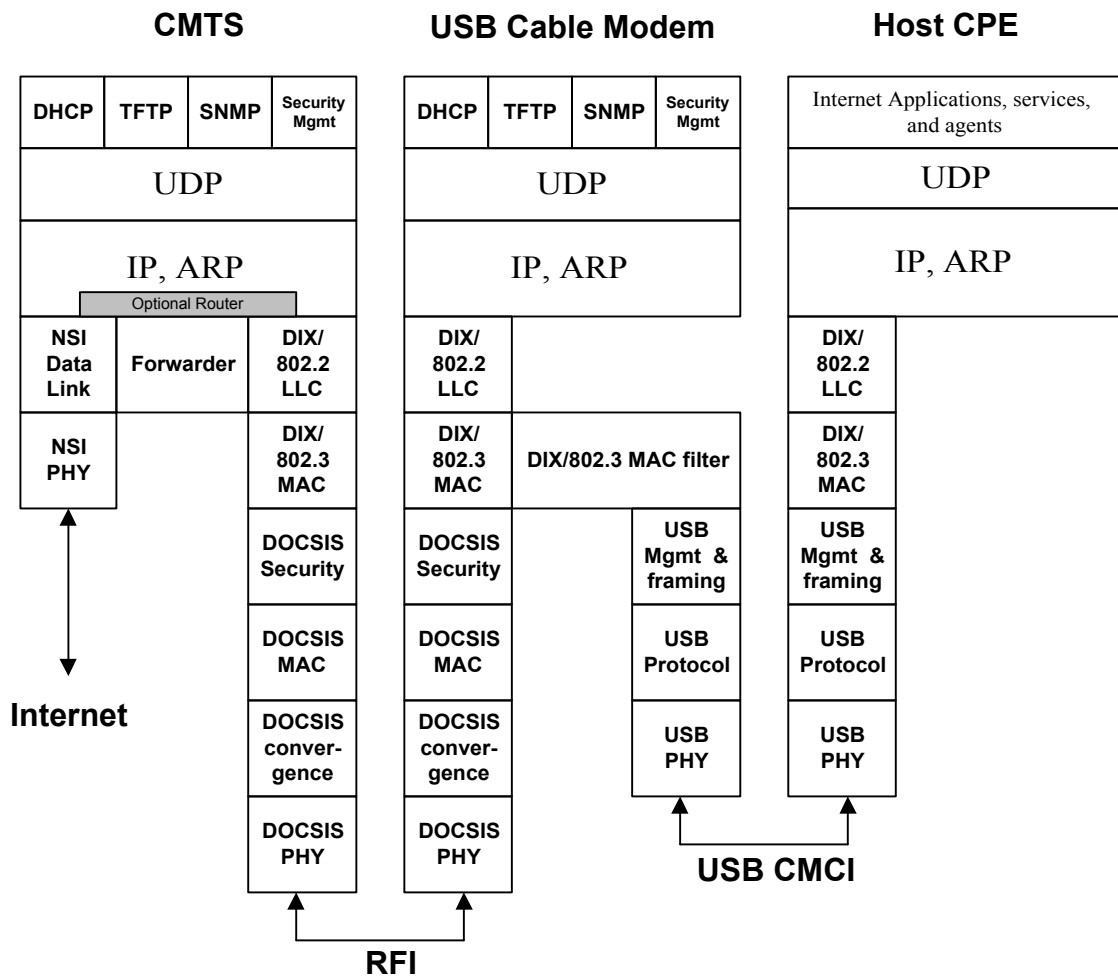 CMTS
USB Cable Modem
Host CPE
DHCP
TFTP
SNMP
Security
Mgmt
DHCP
TFTP
SNMP
Security
Mgmt
Internet Applications, services,
and agents
UDP
UDP
UDP
IP, ARP
Optional Router
IP, ARP
IP, ARP
NSI
Data
Link
Forwarder
DIX/
802.2
LLC
DIX/
802.2
LLC
DIX/
802.2
LLC
NSI
PHY
DIX/
802.3
MAC
DIX/
802.3
MAC
DIX/802.3 MAC filter
DIX/
802.3
MAC
DOCSIS
Security
DOCSIS
Security
USB
Mgmt & 
framing
USB
Mgmt & 
framing
DOCSIS
MAC
DOCSIS
MAC
USB
Protocol
USB
Protocol
Internet
DOCSIS
conver-
gence
DOCSIS
conver-
gence
USB
PHY
USB
PHY
DOCSIS
PHY
DOCSIS
PHY
USB CMCI
RFI